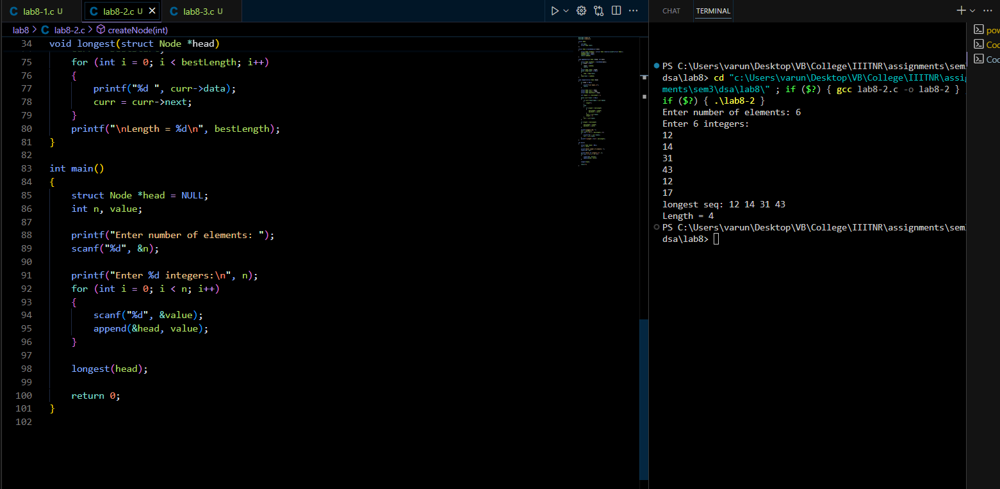 lab8-1.c U
lab8-2.c U
lab8-3.c U
lab8 > C lab8-2.c > createNode(int)
34 void longest(struct Node *head)
75 for (int i = 0; i < bestLength; i++)
76 {
77 printf("%d ", curr->data);
78 curr = curr->next;
79 }
80 printf("\nLength = %d\n", bestLength);
81 }
82
83 int main()
84 {
85 struct Node *head = NULL;
86 int n, value;
87
88 printf("Enter number of elements: ");
89 scanf("%d", &n);
90
91 printf("Enter %d integers:\n", n);
92 for (int i = 0; i < n; i++)
93 {
94 scanf("%d", &value);
95 append(&head, value);
96 }
97
98 longest(head);
99
100 return 0;
101 }
102
CHAT TERMINAL
PS C:\Users\varun\Desktop\VB\College\IIITNR\assignments\sem
dsa\lab8> cd "c:\Users\varun\Desktop\VB\College\IIITNR\assig
ments\sem3\dsa\lab8\" ; if ($?) { gcc lab8-2.c -o lab8-2 }
if ($?) { .\lab8-2 }
Enter number of elements: 6
Enter 6 integers:
12
14
31
43
12
17
longest seq: 12 14 31 43
Length = 4
PS C:\Users\varun\Desktop\VB\College\IIITNR\assignments\sem
dsa\lab8>
pow
Coc